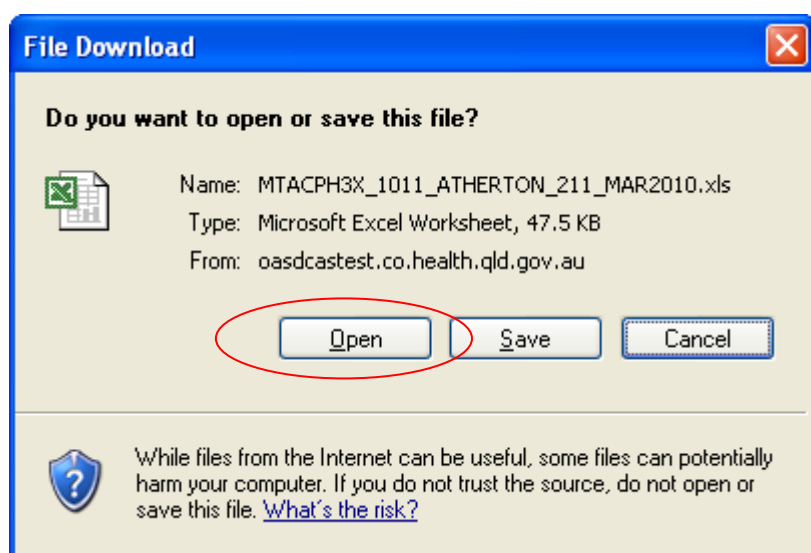 File Download
Do you want to open or save this file?
Name: MTACPH3X_1011_ATHERTON_211_MAR2010.xls
Type: Microsoft Excel Worksheet, 47.5 KB
From: oasdcastest.co.health.qld.gov.au
Open Save Cancel
While files from the Internet can be useful, some files can potentially
harm your computer. If you do not trust the source, do not open or
save this file. What's the risk?